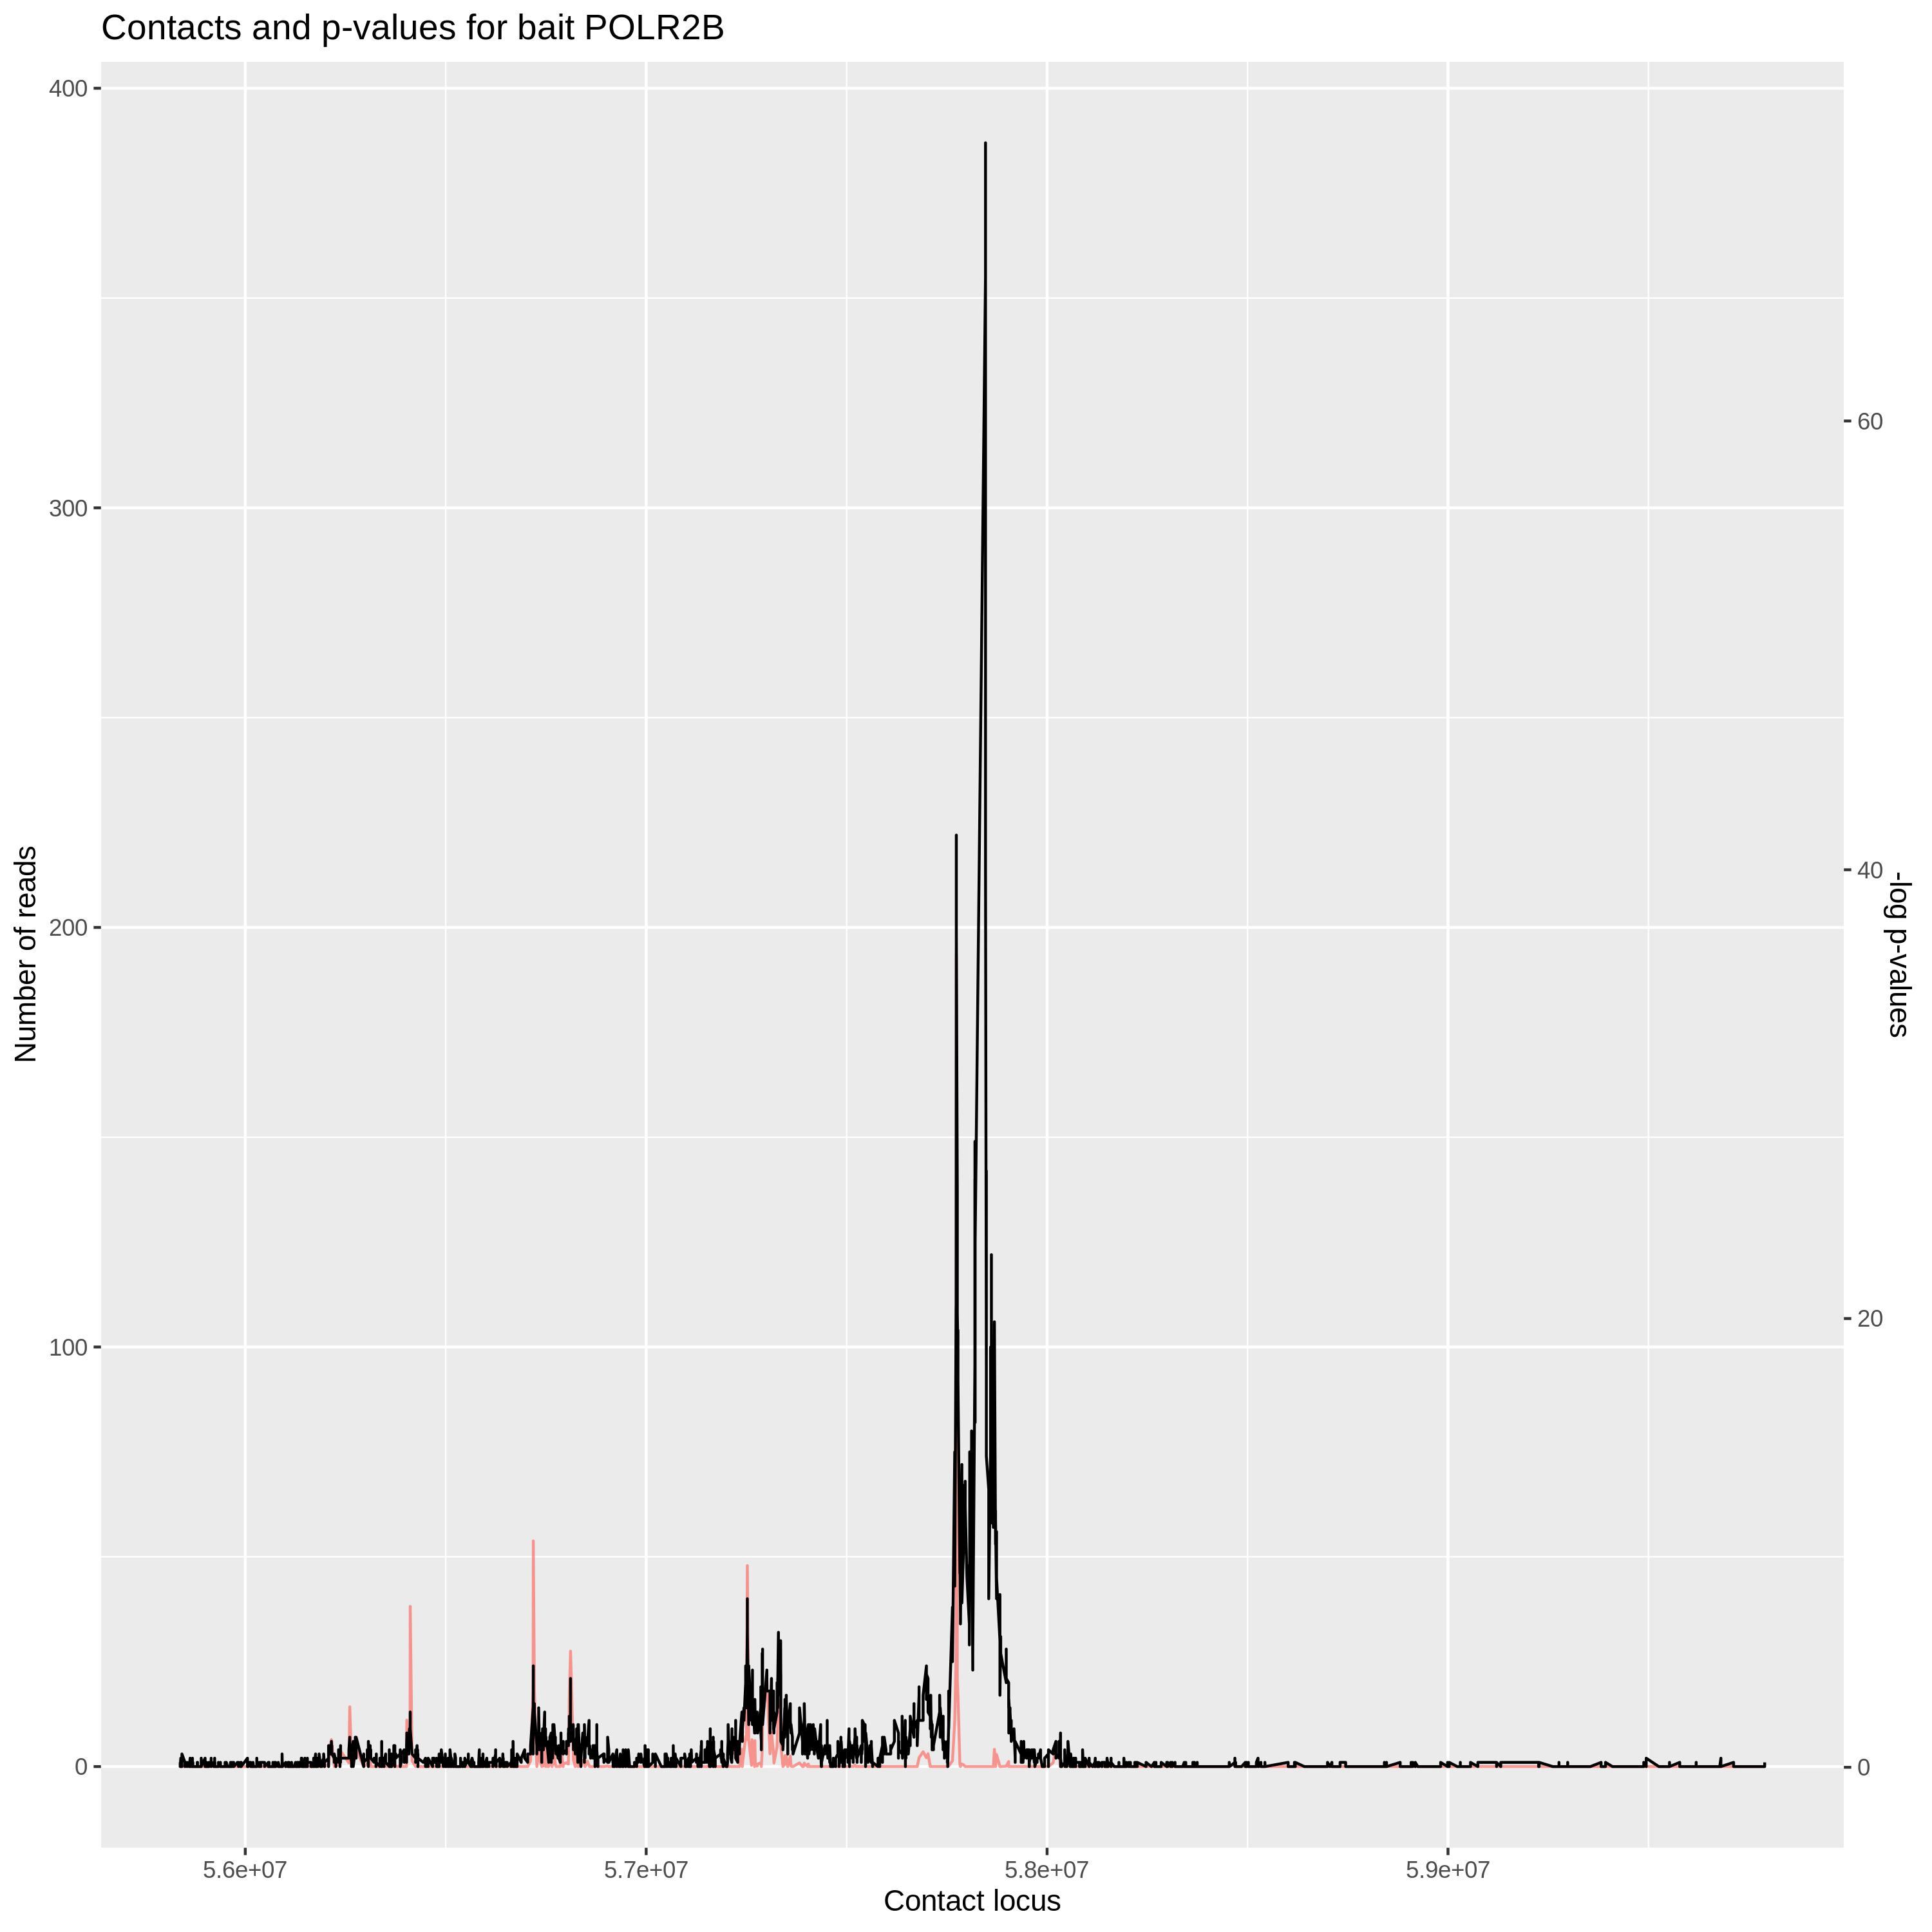 Contacts and p-values for bait POLR2B
400
300
200
100
0
Number of reads
60
40
20
0
-log p-values
5.6e+07
5.7e+07
5.8e+07
5.9e+07
Contact locus